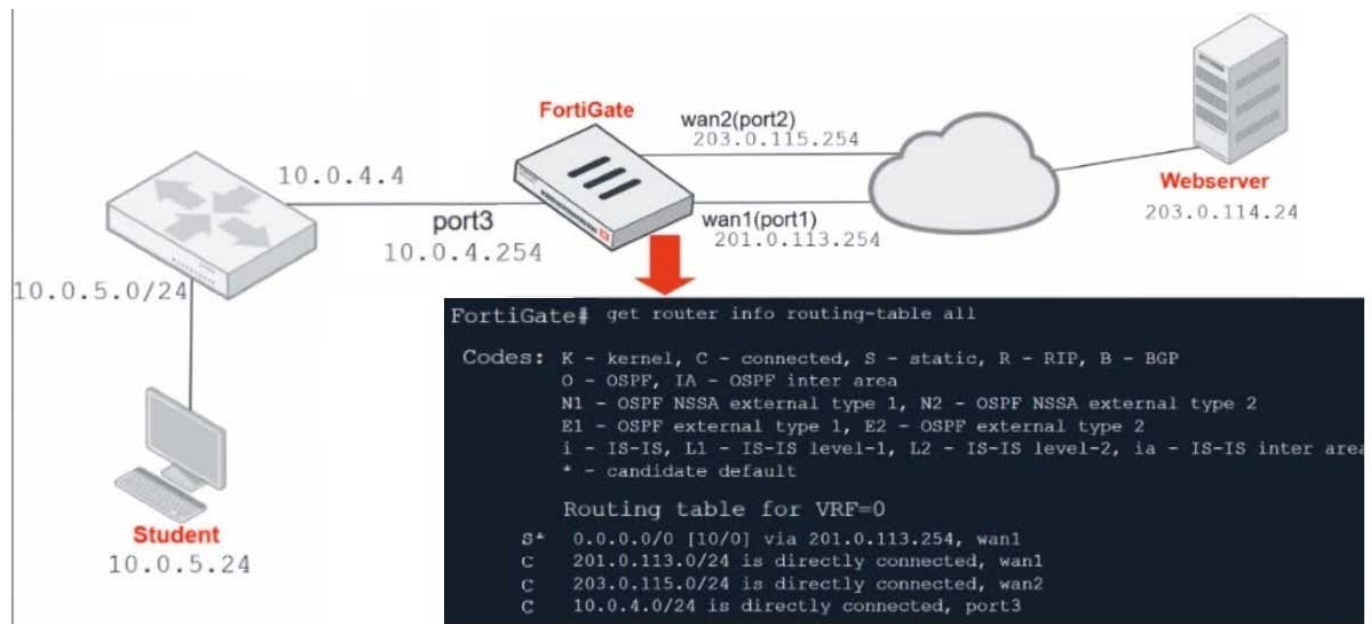 FortiGate
wan2(port2)
203.0.115.254
10.0.4.4
Webserver
203.0.114.24
port3
10.0.4.254
wan1(port1)
201.0.113.254
10.0.5.0/24
Student
10.0.5.24
FortiGate# get router info routing-table all
Codes: K - kernel, C - connected, S - static, R - RIP, B - BGP
O - OSPF, IA - OSPF inter area
N1 - OSPF NSSA external type 1, N2 - OSPF NSSA external type 2
E1 - OSPF external type 1, E2 - OSPF external type 2
i - IS-IS, L1 - IS-IS level-1, L2 - IS-IS level-2, ia - IS-IS inter area
* - candidate default
Routing table for VRF=0
S* 0.0.0.0/0 [10/0] via 201.0.113.254, wan1
C 201.0.113.0/24 is directly connected, wan1
C 203.0.115.0/24 is directly connected, wan2
C 10.0.4.0/24 is directly connected, port3